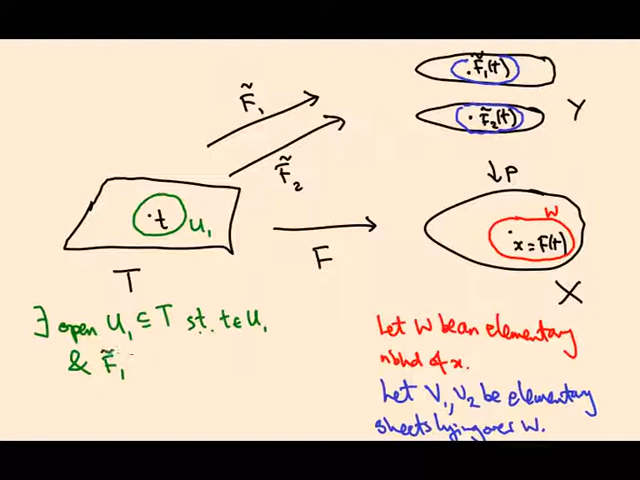 F̃₁
F̃₂
F̃₁(t)
F̃₂(t)
Y
↓p
t
U₁
T
F
W
x=F(t)
X
∃ open U₁ ⊆ T s.t. t∈U₁
& F̃₁
Let W be an elementary
nbhd of x.
Let V₁, V₂ be elementary
sheets lying over W.